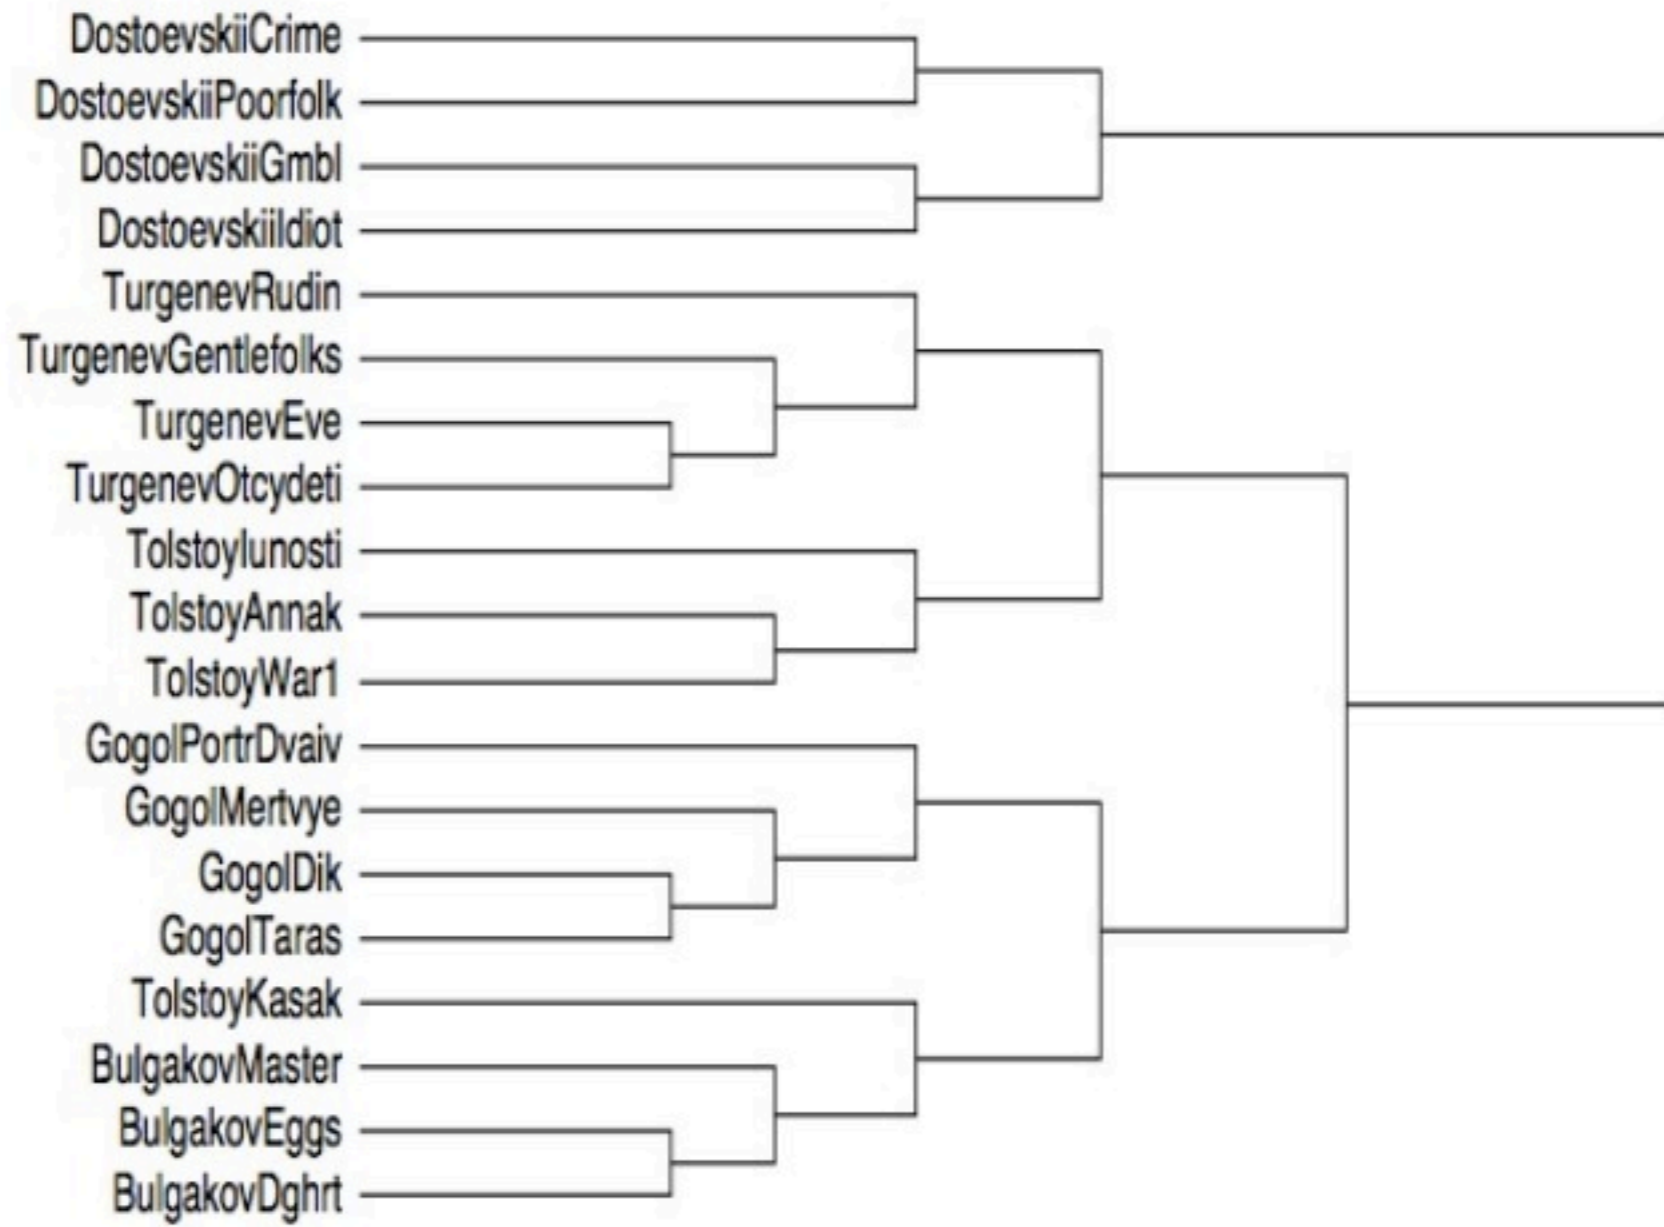 DostoevskiiCrime
DostoevskiiPoorfolk
DostoevskiiGmbl
DostoevskiiIdiot
TurgenevRudin
TurgenevGentlefolks
TurgenevEve
TurgenevOtcydeti
TolstoyIunosti
TolstoyAnnak
TolstoyWar1
GogolPortrDvaiv
GogolMertvye
GogolDik
GogolTaras
TolstoyKasak
BulgakovMaster
BulgakovEggs
BulgakovDghrt